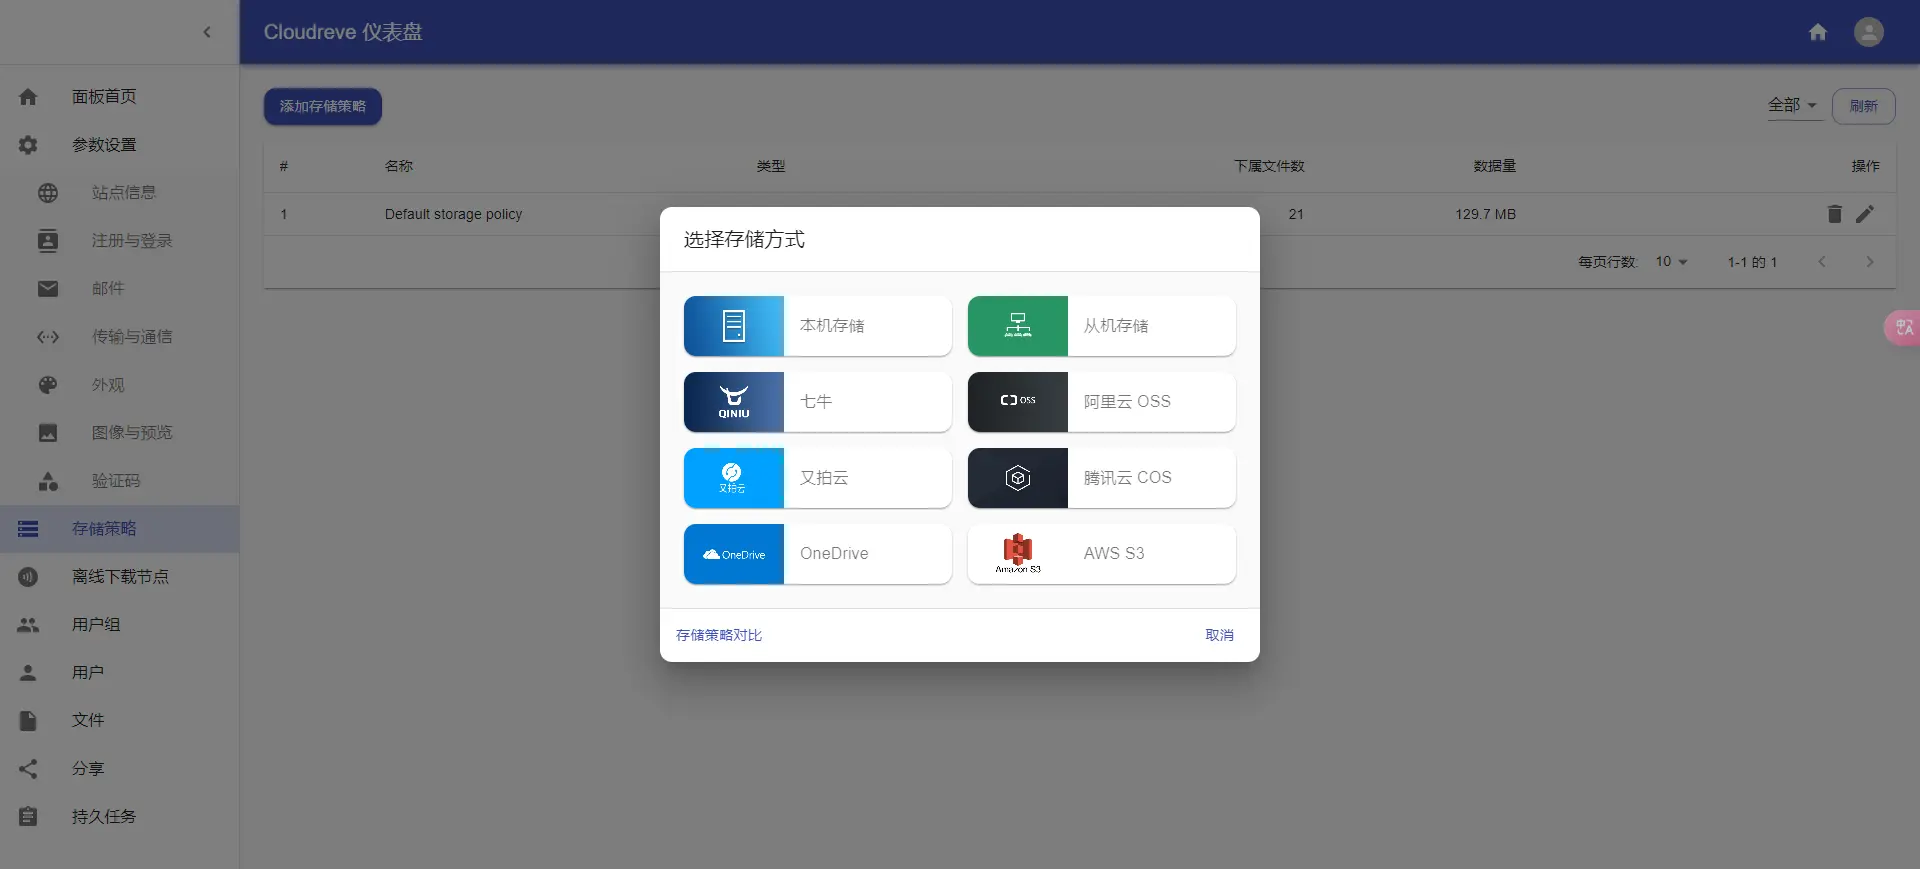 Cloudreve 仪表盘
面板首页
参数设置
站点信息
注册与登录
邮件
传输与通信
外观
图像与预览
验证码
存储策略
离线下载节点
用户组
用户
文件
分享
持久任务
添加存储策略
全部
刷新
# 名称 类型 下属文件数 数据量 操作
1 Default storage policy 21 129.7 MB
每页行数: 10 1-1 的 1
选择存储方式
本机存储
从机存储
QINIU
七牛
OSS
阿里云 OSS
又拍云
又拍云
腾讯云 COS
OneDrive
OneDrive
Amazon S3
AWS S3
存储策略对比
取消